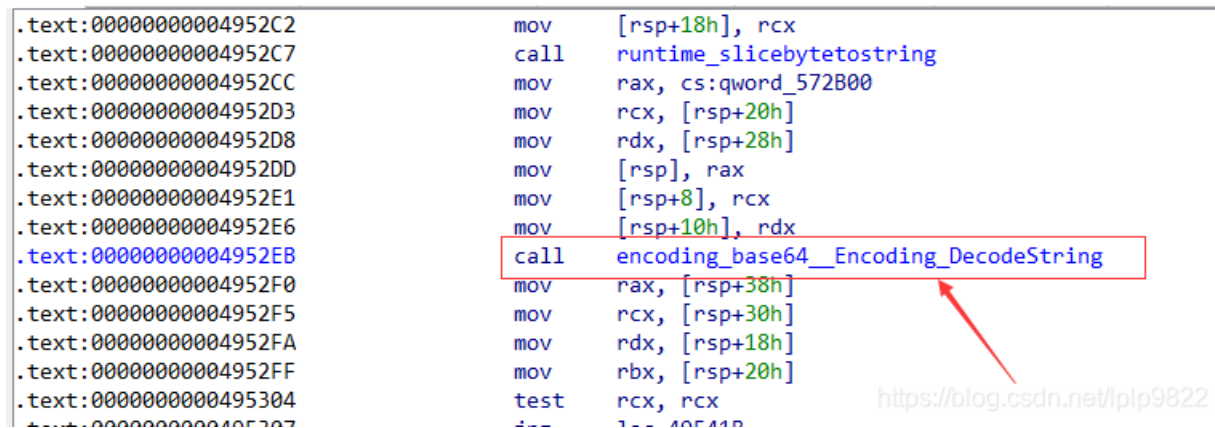 .text:00000000004952C2 mov [rsp+18h], rcx
.text:00000000004952C7 call runtime_slicebytetostring
.text:00000000004952CC mov rax, cs:qword_572B00
.text:00000000004952D3 mov rcx, [rsp+20h]
.text:00000000004952D8 mov rdx, [rsp+28h]
.text:00000000004952DD mov [rsp], rax
.text:00000000004952E1 mov [rsp+8], rcx
.text:00000000004952E6 mov [rsp+10h], rdx
.text:00000000004952EB call encoding_base64__Encoding_DecodeString
.text:00000000004952F0 mov rax, [rsp+38h]
.text:00000000004952F5 mov rcx, [rsp+30h]
.text:00000000004952FA mov rdx, [rsp+18h]
.text:00000000004952FF mov rbx, [rsp+20h]
.text:0000000000495304 test rcx, rcx
https://blog.csdn.net/lplp9822